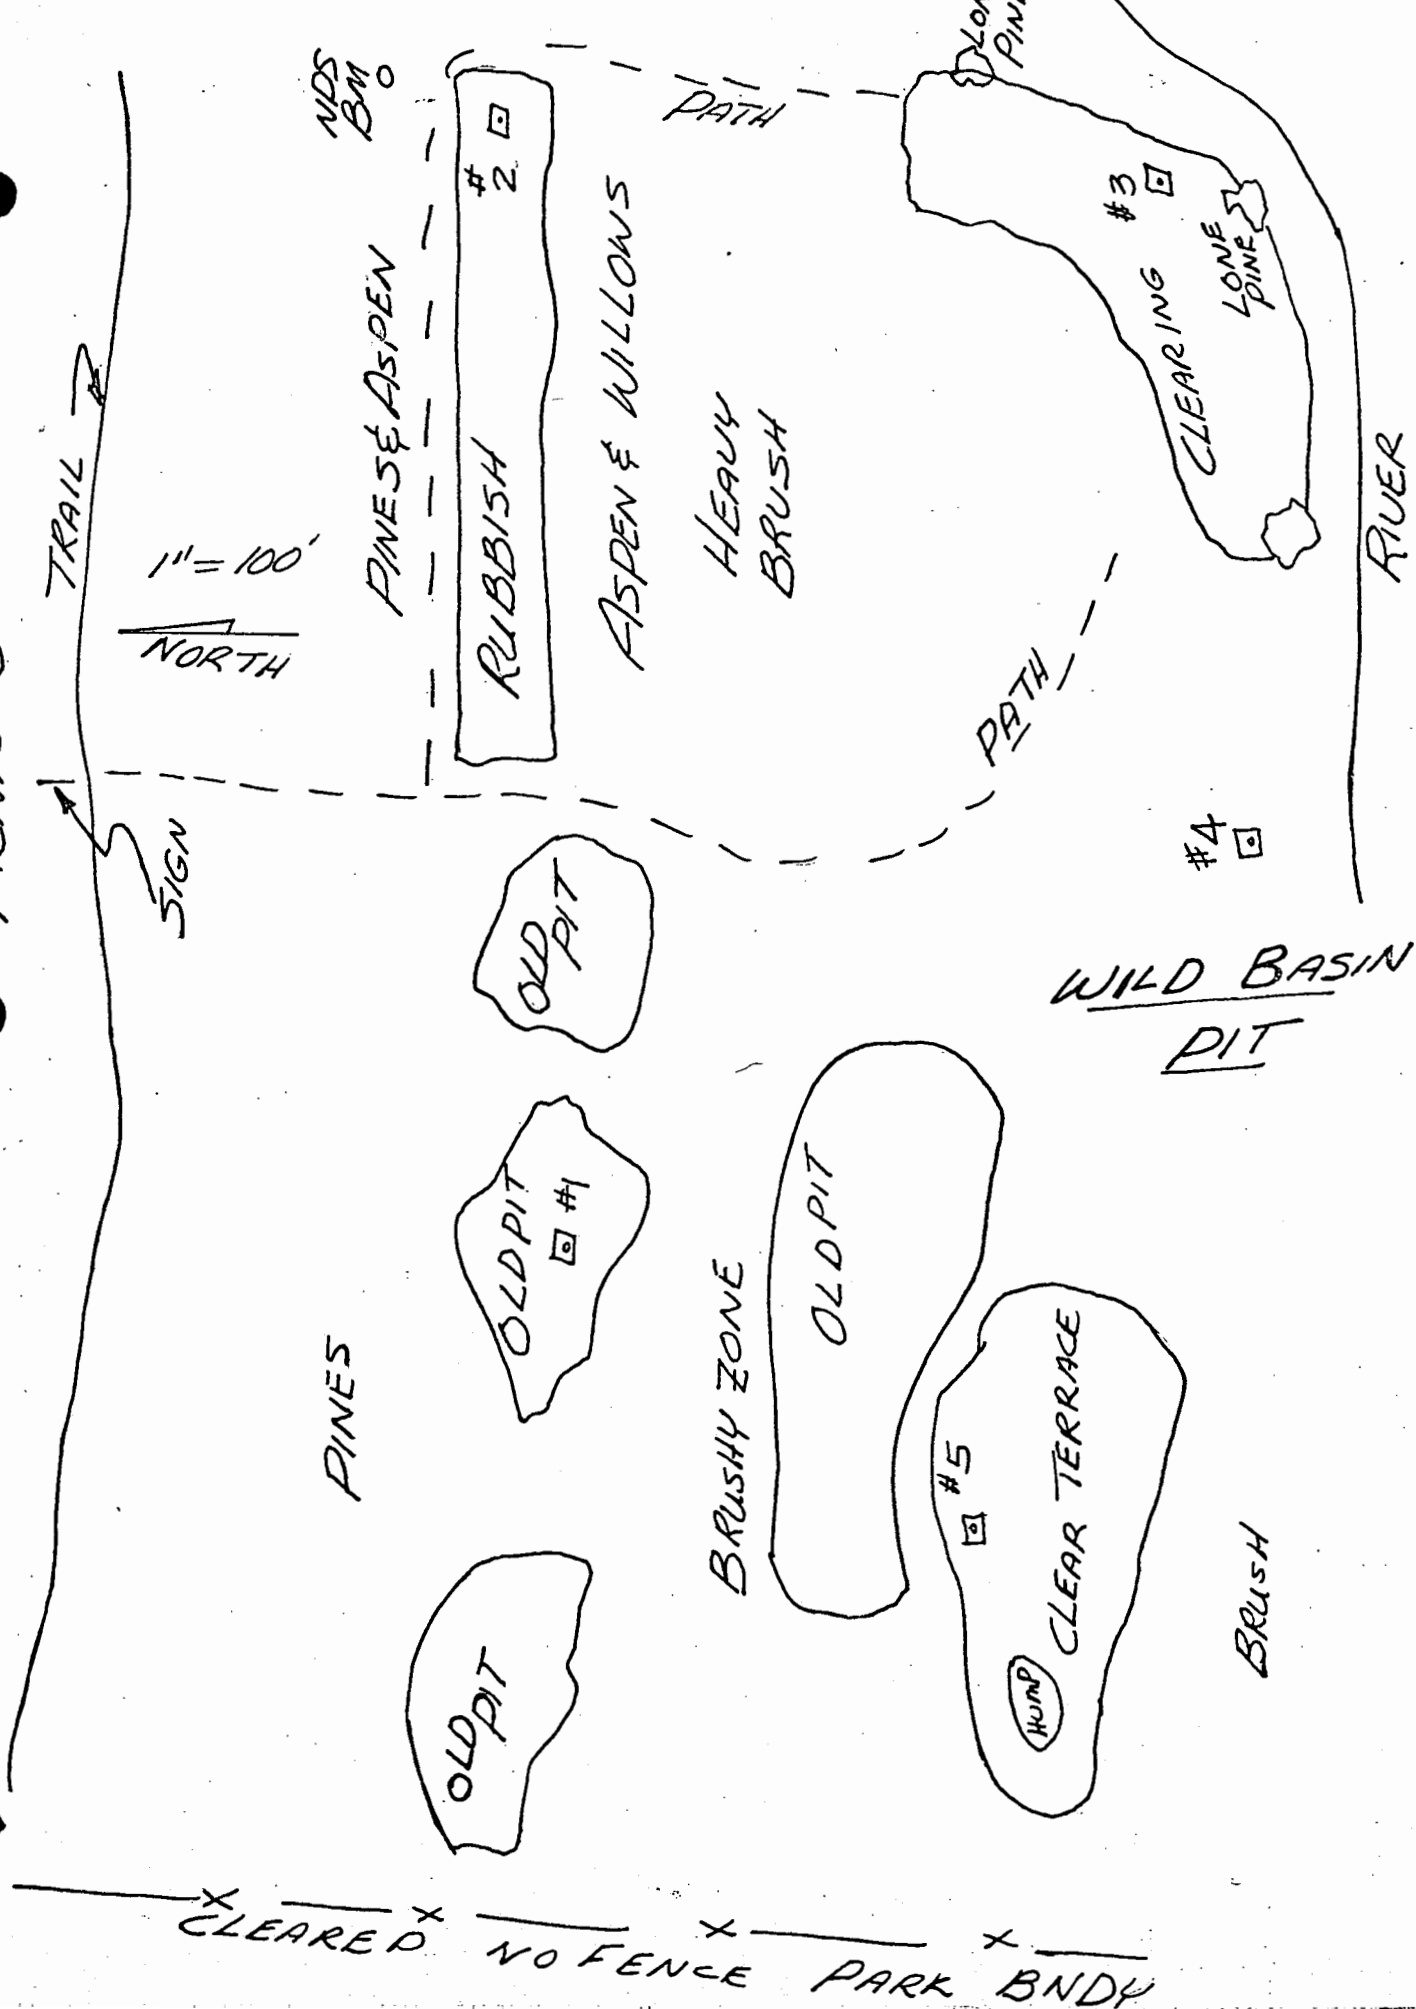 TRAIL
1" = 100'
NORTH
SIGN
NPS
BM
PINES & ASPEN
RUBBISH
#
2
PATH
ASPEN & WILLOWS
HEAVY
BRUSH
#3
CLEARING
LONE
PINE
RIVER
PATH
#4
WILD BASIN
PIT
OLD
PIT
OLD PIT
#1
OLD
PIT
PINES
BRUSHY ZONE
OLD PIT
#5
CLEAR TERRACE
HUMP
BRUSH
CLEARED NO FENCE PARK BNDY